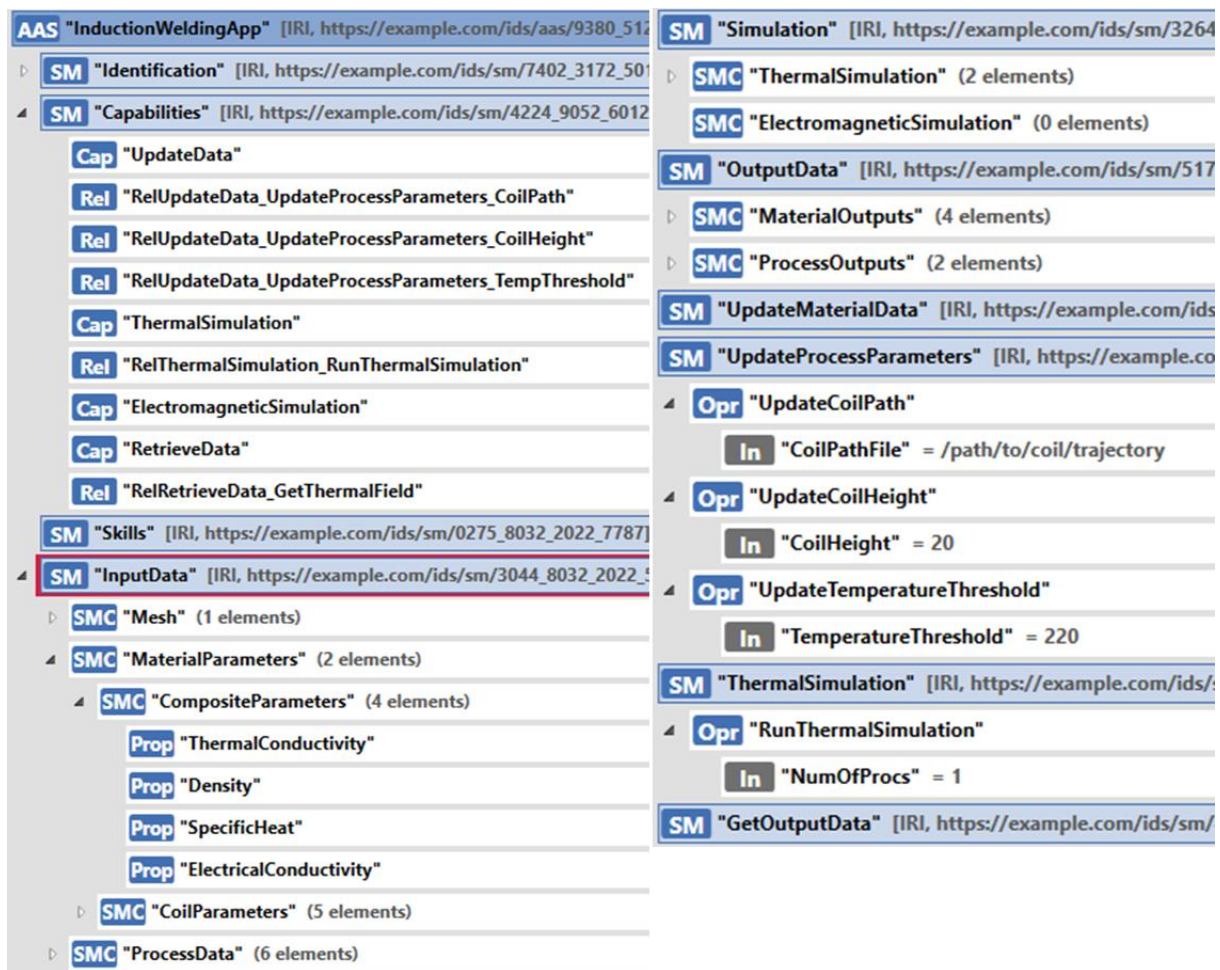 AAS "InductionWeldingApp" [IRI, https://example.com/ids/aas/9380_512
SM "Identification" [IRI, https://example.com/ids/sm/7402_3172_501
SM "Capabilities" [IRI, https://example.com/ids/sm/4224_9052_6012
Cap "UpdateData"
Rel "RelUpdateData_UpdateProcessParameters_CoilPath"
Rel "RelUpdateData_UpdateProcessParameters_CoilHeight"
Rel "RelUpdateData_UpdateProcessParameters_TempThreshold"
Cap "ThermalSimulation"
Rel "RelThermalSimulation_RunThermalSimulation"
Cap "ElectromagneticSimulation"
Cap "RetrieveData"
Rel "RelRetrieveData_GetThermalField"
SM "Skills" [IRI, https://example.com/ids/sm/0275_8032_2022_7787]
SM "InputData" [IRI, https://example.com/ids/sm/3044_8032_2022_5
SMC "Mesh" (1 elements)
SMC "MaterialParameters" (2 elements)
SMC "CompositeParameters" (4 elements)
Prop "ThermalConductivity"
Prop "Density"
Prop "SpecificHeat"
Prop "ElectricalConductivity"
SMC "CoilParameters" (5 elements)
SMC "ProcessData" (6 elements)
SM "Simulation" [IRI, https://example.com/ids/sm/3264
SMC "ThermalSimulation" (2 elements)
SMC "ElectromagneticSimulation" (0 elements)
SM "OutputData" [IRI, https://example.com/ids/sm/517
SMC "MaterialOutputs" (4 elements)
SMC "ProcessOutputs" (2 elements)
SM "UpdateMaterialData" [IRI, https://example.com/ids
SM "UpdateProcessParameters" [IRI, https://example.co
Opr "UpdateCoilPath"
In "CoilPathFile" = /path/to/coil/trajectory
Opr "UpdateCoilHeight"
In "CoilHeight" = 20
Opr "UpdateTemperatureThreshold"
In "TemperatureThreshold" = 220
SM "ThermalSimulation" [IRI, https://example.com/ids/s
Opr "RunThermalSimulation"
In "NumOfProcs" = 1
SM "GetOutputData" [IRI, https://example.com/ids/sm/